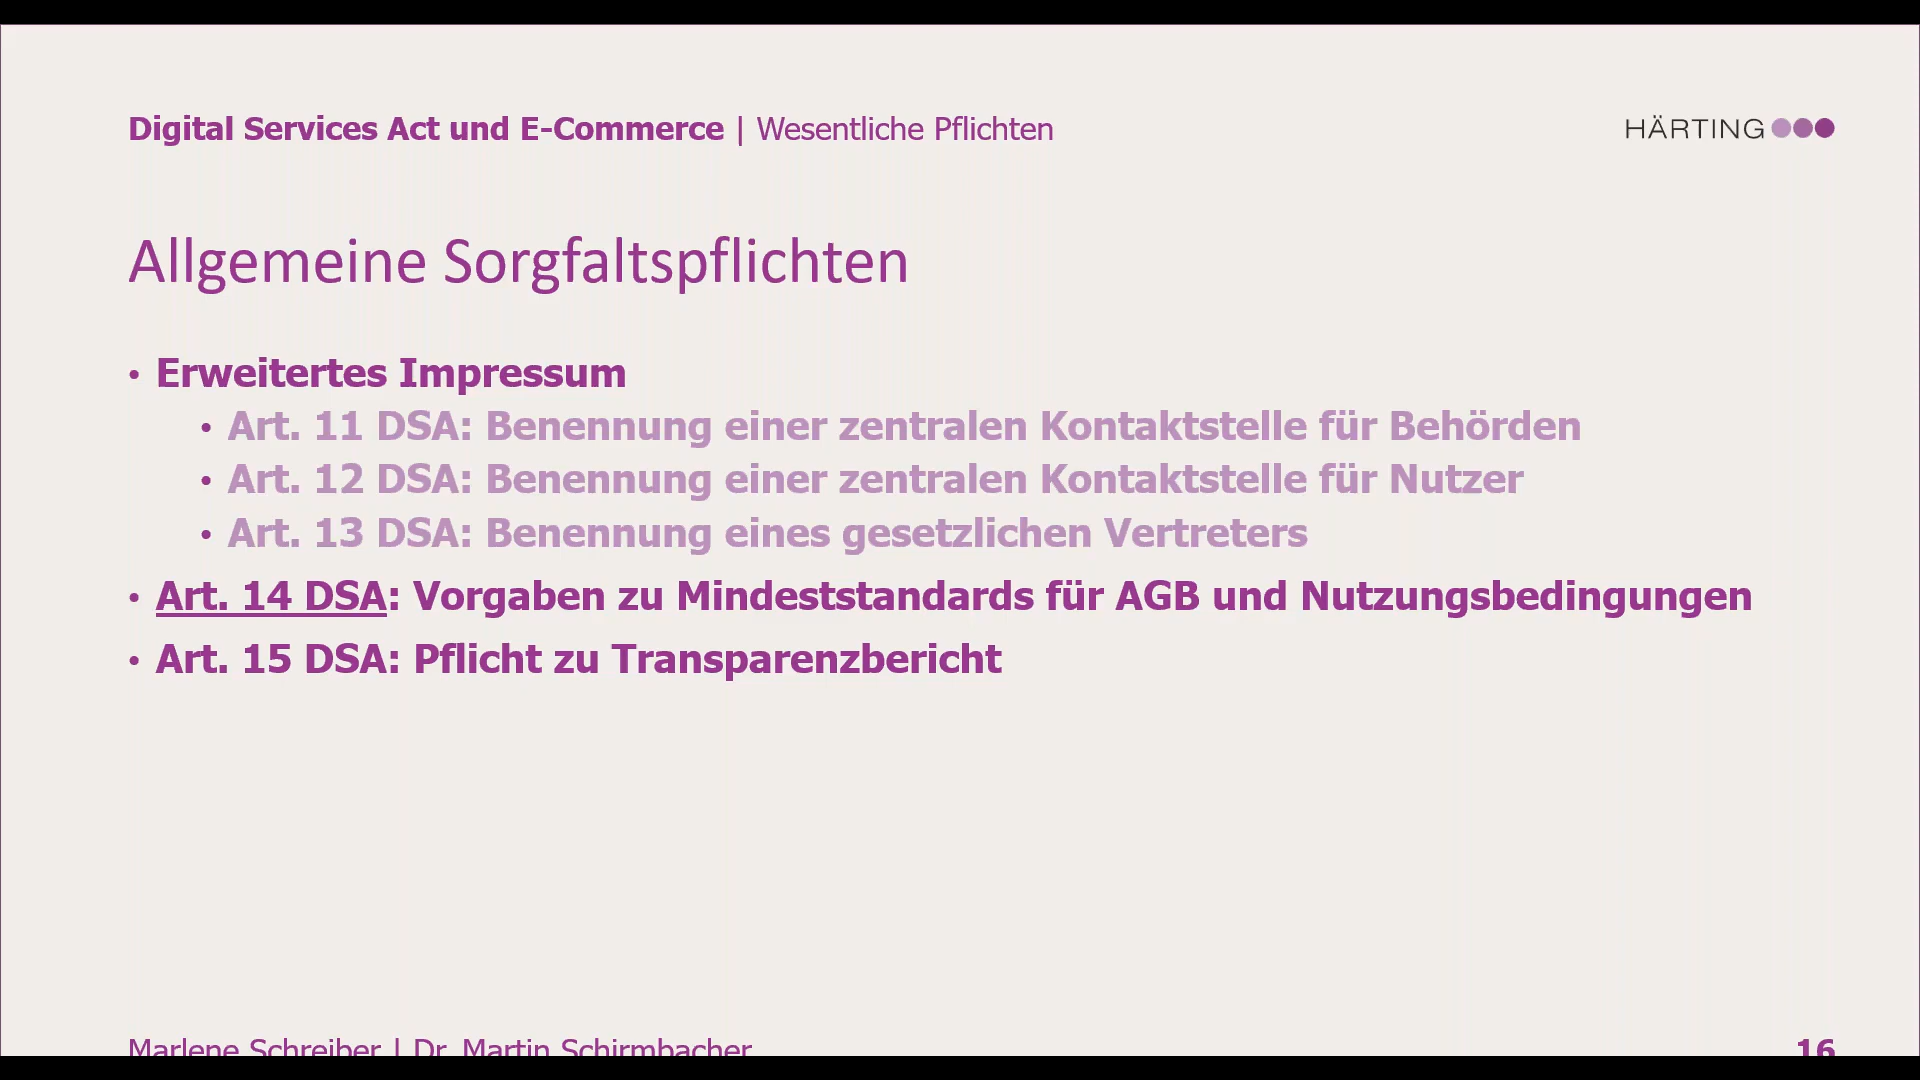 Digital Services Act und E-Commerce | Wesentliche Pflichten
HÄRTING
Allgemeine Sorgfaltspflichten
• Erweitertes Impressum
• Art. 11 DSA: Benennung einer zentralen Kontaktstelle für Behörden
• Art. 12 DSA: Benennung einer zentralen Kontaktstelle für Nutzer
• Art. 13 DSA: Benennung eines gesetzlichen Vertreters
• Art. 14 DSA: Vorgaben zu Mindeststandards für AGB und Nutzungsbedingungen
• Art. 15 DSA: Pflicht zu Transparenzbericht
Marlene Schreiber | Dr. Martin Schirmbacher
16